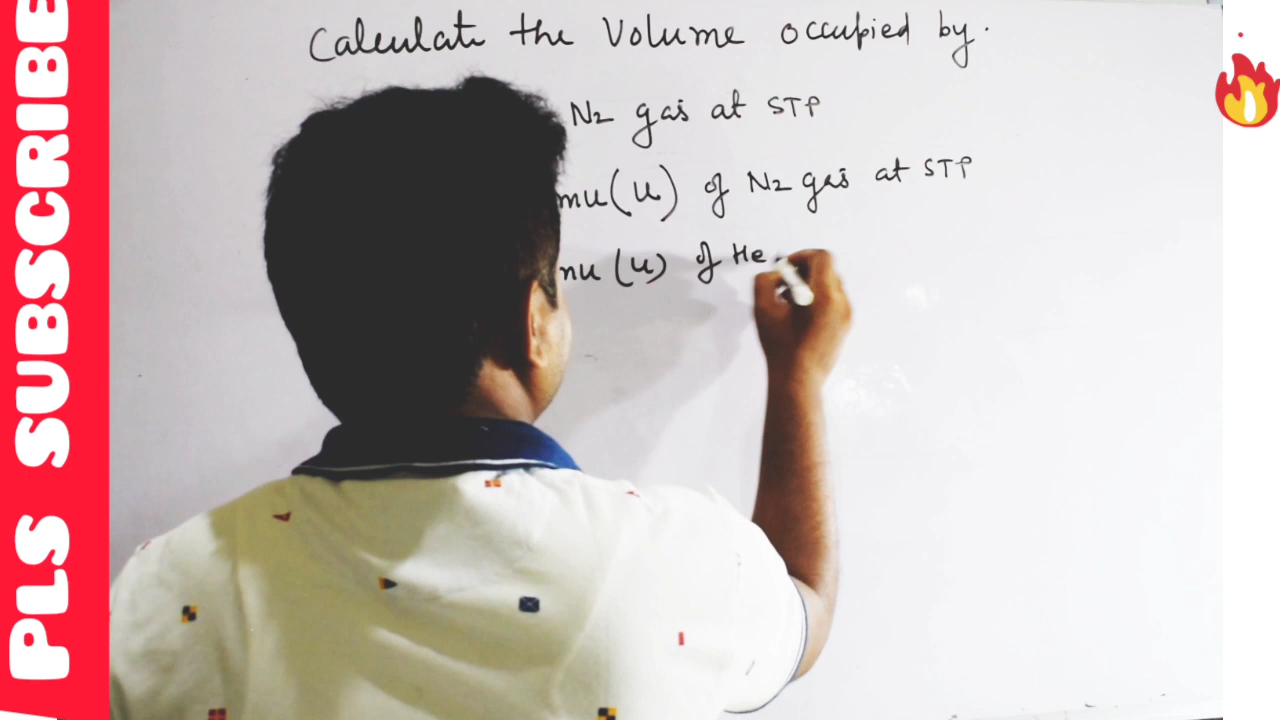 PLS SUBSCRIBE
Calculate the Volume occupied by.
N2 gas at STP
mu(u) of N2 gas at STP
mu (u) of He